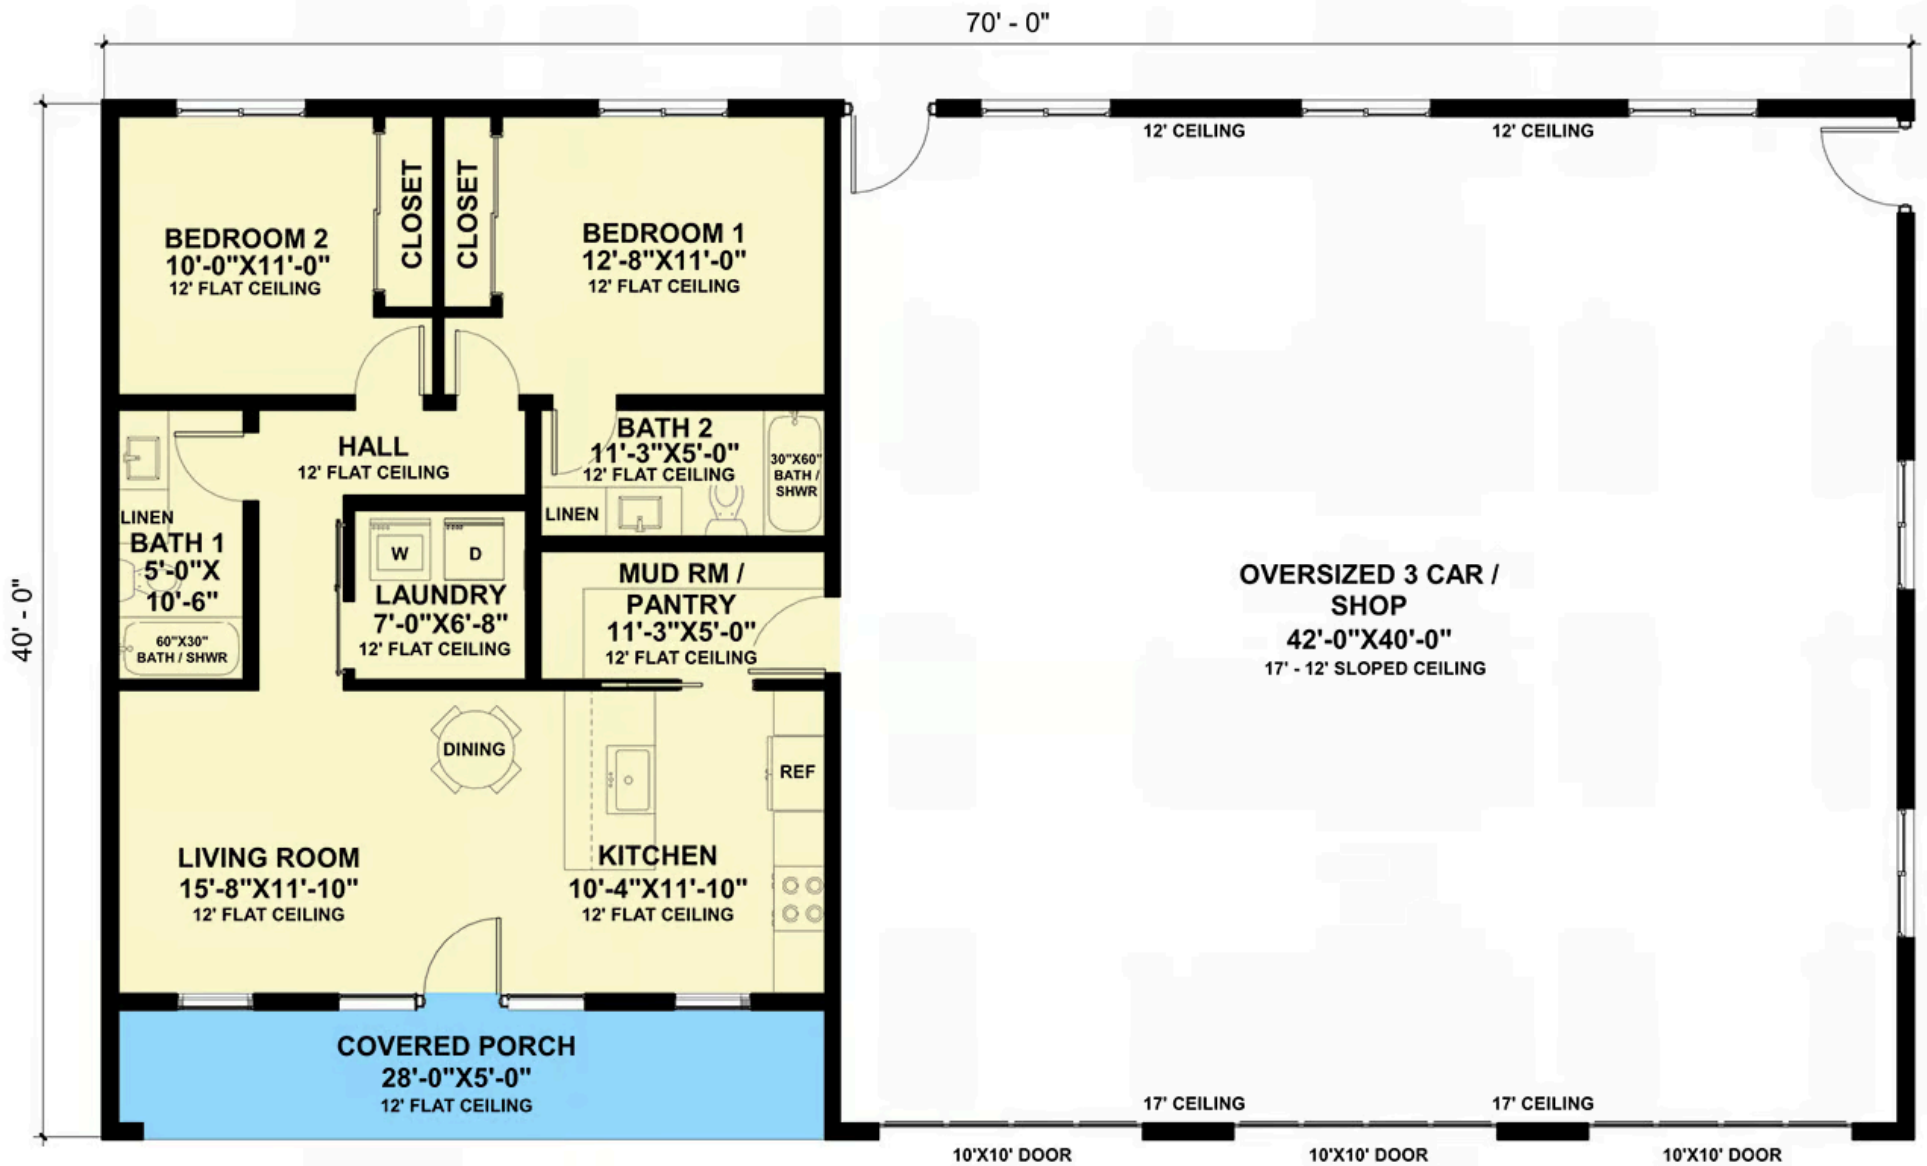 70' - 0"
12' CEILING
12' CEILING
CLOSET
CLOSET
BEDROOM 2
10'-0"X11'-0"
12' FLAT CEILING
BEDROOM 1
12'-8"X11'-0"
12' FLAT CEILING
HALL
12' FLAT CEILING
BATH 2
11'-3"X5'-0"
12' FLAT CEILING
30"X60"
BATH /
SHWR
LINEN
LINEN
BATH 1
5'-0"X
10'-6"
60"X30"
BATH / SHWR
W
D
LAUNDRY
7'-0"X6'-8"
12' FLAT CEILING
MUD RM /
PANTRY
11'-3"X5'-0"
12' FLAT CEILING
OVERSIZED 3 CAR /
SHOP
42'-0"X40'-0"
17' - 12' SLOPED CEILING
40' - 0"
DINING
REF
LIVING ROOM
15'-8"X11'-10"
12' FLAT CEILING
KITCHEN
10'-4"X11'-10"
12' FLAT CEILING
COVERED PORCH
28'-0"X5'-0"
12' FLAT CEILING
17' CEILING
17' CEILING
10'X10' DOOR
10'X10' DOOR
10'X10' DOOR